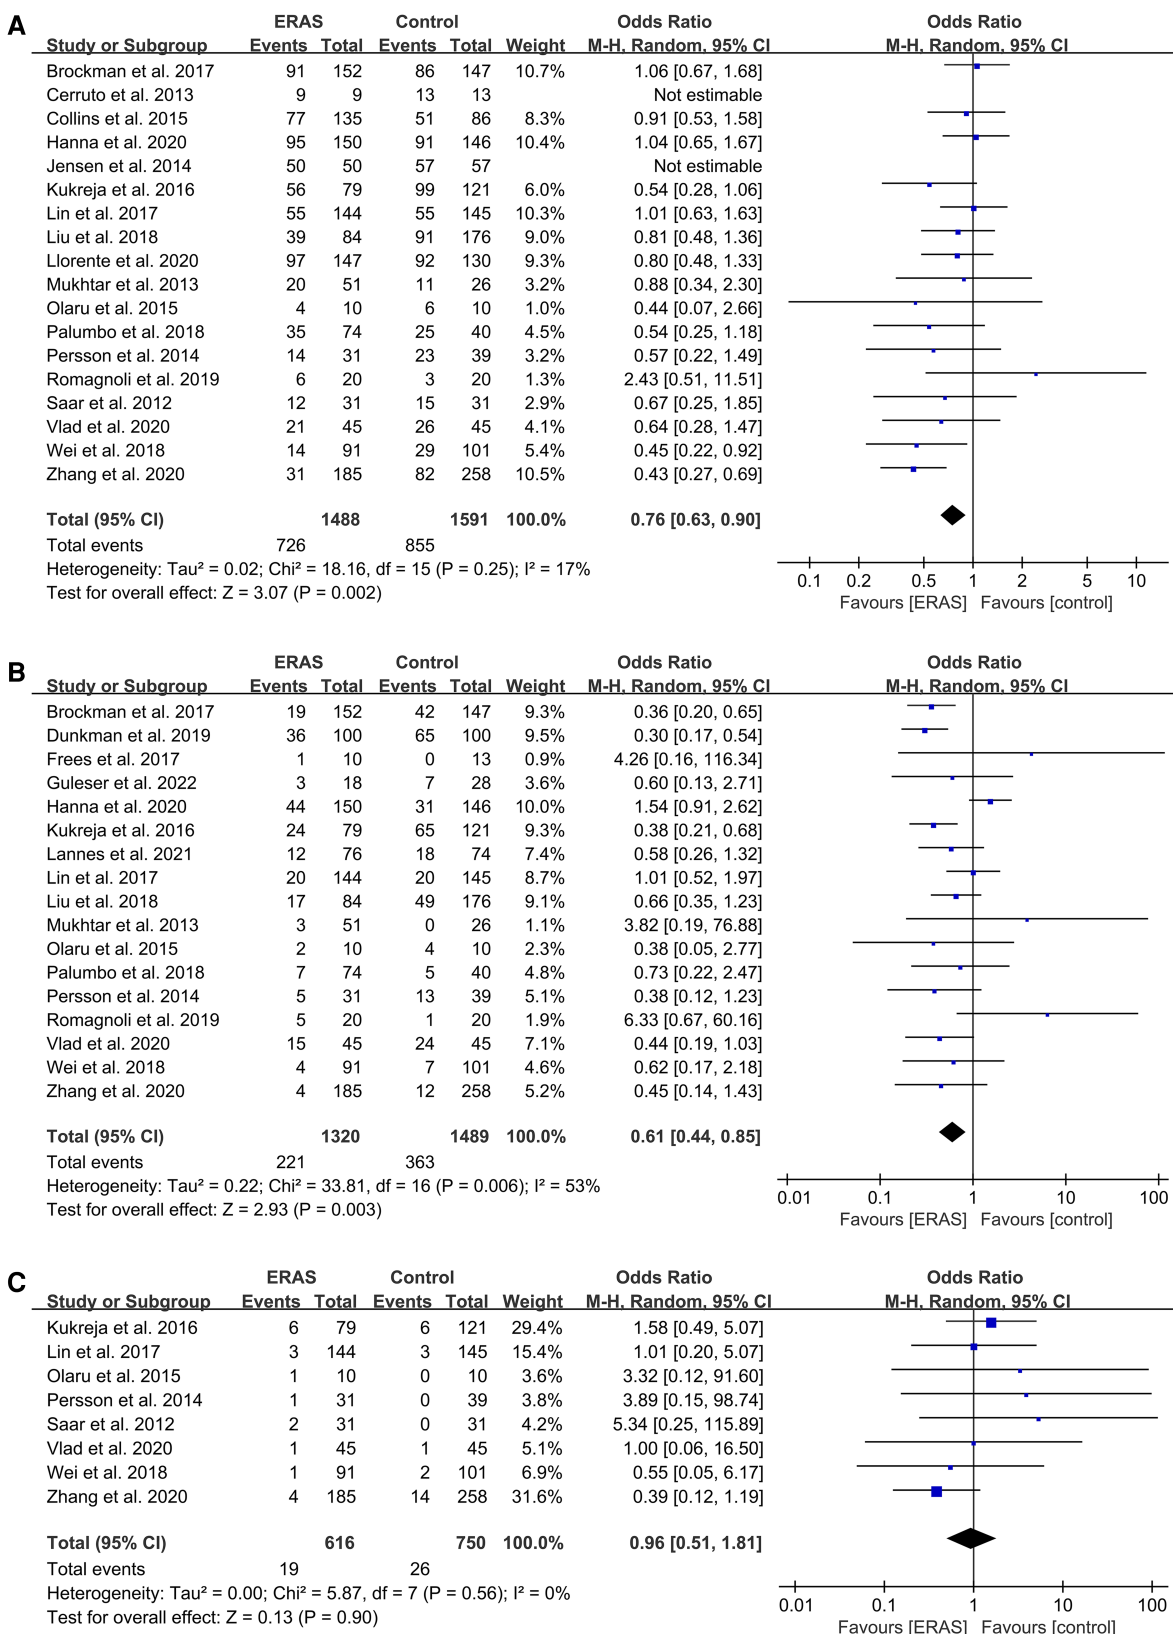 A
ERAS Control Odds Ratio Odds Ratio
Study or Subgroup Events Total Events Total Weight M-H, Random, 95% CI M-H, Random, 95% CI
Brockman et al. 2017 91 152 86 147 10.7% 1.06 [0.67, 1.68]
Cerruto et al. 2013 9 9 13 13 Not estimable
Collins et al. 2015 77 135 51 86 8.3% 0.91 [0.53, 1.58]
Hanna et al. 2020 95 150 91 146 10.4% 1.04 [0.65, 1.67]
Jensen et al. 2014 50 50 57 57 Not estimable
Kukreja et al. 2016 56 79 99 121 6.0% 0.54 [0.28, 1.06]
Lin et al. 2017 55 144 55 145 10.3% 1.01 [0.63, 1.63]
Liu et al. 2018 39 84 91 176 9.0% 0.81 [0.48, 1.36]
Llorente et al. 2020 97 147 92 130 9.3% 0.80 [0.48, 1.33]
Mukhtar et al. 2013 20 51 11 26 3.2% 0.88 [0.34, 2.30]
Olaru et al. 2015 4 10 6 10 1.0% 0.44 [0.07, 2.66]
Palumbo et al. 2018 35 74 25 40 4.5% 0.54 [0.25, 1.18]
Persson et al. 2014 14 31 23 39 3.2% 0.57 [0.22, 1.49]
Romagnoli et al. 2019 6 20 3 20 1.3% 2.43 [0.51, 11.51]
Saar et al. 2012 12 31 15 31 2.9% 0.67 [0.25, 1.85]
Vlad et al. 2020 21 45 26 45 4.1% 0.64 [0.28, 1.47]
Wei et al. 2018 14 91 29 101 5.4% 0.45 [0.22, 0.92]
Zhang et al. 2020 31 185 82 258 10.5% 0.43 [0.27, 0.69]
Total (95% CI) 1488 1591 100.0% 0.76 [0.63, 0.90]
Total events 726 855
Heterogeneity: Tau² = 0.02; Chi² = 18.16, df = 15 (P = 0.25); I² = 17%
Test for overall effect: Z = 3.07 (P = 0.002)
0.1 0.2 0.5 1 2 5 10
Favours [ERAS] Favours [control]
B
ERAS Control Odds Ratio Odds Ratio
Study or Subgroup Events Total Events Total Weight M-H, Random, 95% CI M-H, Random, 95% CI
Brockman et al. 2017 19 152 42 147 9.3% 0.36 [0.20, 0.65]
Dunkman et al. 2019 36 100 65 100 9.5% 0.30 [0.17, 0.54]
Frees et al. 2017 1 10 0 13 0.9% 4.26 [0.16, 116.34]
Guleser et al. 2022 3 18 7 28 3.6% 0.60 [0.13, 2.71]
Hanna et al. 2020 44 150 31 146 10.0% 1.54 [0.91, 2.62]
Kukreja et al. 2016 24 79 65 121 9.3% 0.38 [0.21, 0.68]
Lannes et al. 2021 12 76 18 74 7.4% 0.58 [0.26, 1.32]
Lin et al. 2017 20 144 20 145 8.7% 1.01 [0.52, 1.97]
Liu et al. 2018 17 84 49 176 9.1% 0.66 [0.35, 1.23]
Mukhtar et al. 2013 3 51 0 26 1.1% 3.82 [0.19, 76.88]
Olaru et al. 2015 2 10 4 10 2.3% 0.38 [0.05, 2.77]
Palumbo et al. 2018 7 74 5 40 4.8% 0.73 [0.22, 2.47]
Persson et al. 2014 5 31 13 39 5.1% 0.38 [0.12, 1.23]
Romagnoli et al. 2019 5 20 1 20 1.9% 6.33 [0.67, 60.16]
Vlad et al. 2020 15 45 24 45 7.1% 0.44 [0.19, 1.03]
Wei et al. 2018 4 91 7 101 4.6% 0.62 [0.17, 2.18]
Zhang et al. 2020 4 185 12 258 5.2% 0.45 [0.14, 1.43]
Total (95% CI) 1320 1489 100.0% 0.61 [0.44, 0.85]
Total events 221 363
Heterogeneity: Tau² = 0.22; Chi² = 33.81, df = 16 (P = 0.006); I² = 53%
Test for overall effect: Z = 2.93 (P = 0.003)
0.01 0.1 1 10 100
Favours [ERAS] Favours [control]
C
ERAS Control Odds Ratio Odds Ratio
Study or Subgroup Events Total Events Total Weight M-H, Random, 95% CI M-H, Random, 95% CI
Kukreja et al. 2016 6 79 6 121 29.4% 1.58 [0.49, 5.07]
Lin et al. 2017 3 144 3 145 15.4% 1.01 [0.20, 5.07]
Olaru et al. 2015 1 10 0 10 3.6% 3.32 [0.12, 91.60]
Persson et al. 2014 1 31 0 39 3.8% 3.89 [0.15, 98.74]
Saar et al. 2012 2 31 0 31 4.2% 5.34 [0.25, 115.89]
Vlad et al. 2020 1 45 1 45 5.1% 1.00 [0.06, 16.50]
Wei et al. 2018 1 91 2 101 6.9% 0.55 [0.05, 6.17]
Zhang et al. 2020 4 185 14 258 31.6% 0.39 [0.12, 1.19]
Total (95% CI) 616 750 100.0% 0.96 [0.51, 1.81]
Total events 19 26
Heterogeneity: Tau² = 0.00; Chi² = 5.87, df = 7 (P = 0.56); I² = 0%
Test for overall effect: Z = 0.13 (P = 0.90)
0.01 0.1 1 10 100
Favours [ERAS] Favours [control]